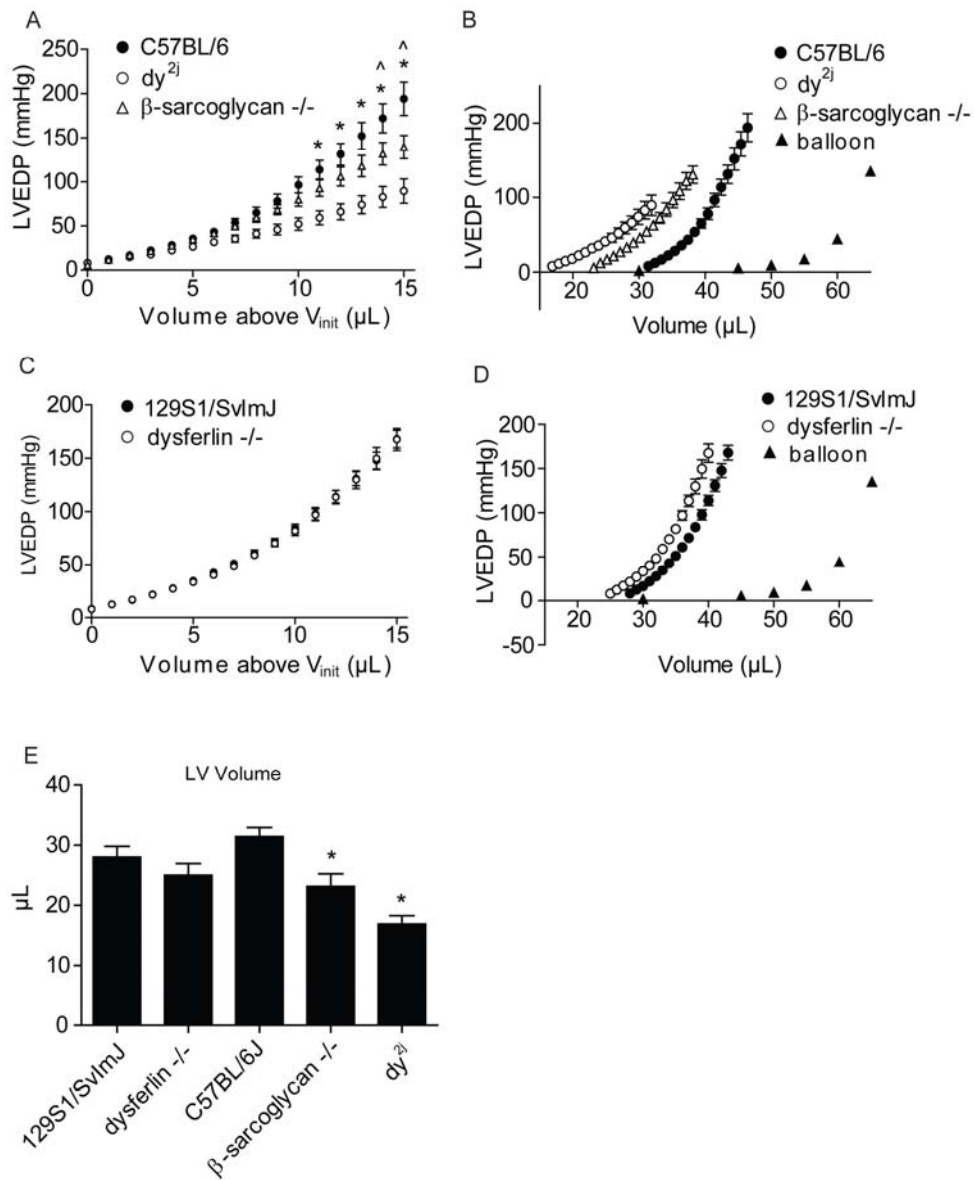 A
C57BL/6
dy2j
β-sarcoglycan -/-
250
200
150
100
50
0
LVEDP (mmHg)
* * * ^ * ^ *
0 5 10 15
Volume above Vinit (µL)
B
C57BL/6
dy2j
β-sarcoglycan -/-
balloon
200
100
0
LVEDP (mmHg)
20 30 40 50 60
Volume (µL)
C
129S1/SvImJ
dysferlin -/-
200
150
100
50
0
LVEDP (mmHg)
0 5 10 15
Volume above Vinit (µL)
D
129S1/SvImJ
dysferlin -/-
balloon
200
150
100
50
0
-50
LVEDP (mmHg)
20 30 40 50 60
Volume (µL)
E
LV Volume
40
30
20
10
0
µL
* *
129S1/SvImJ
dysferlin -/-
C57BL/6J
β-sarcoglycan -/-
dy2j